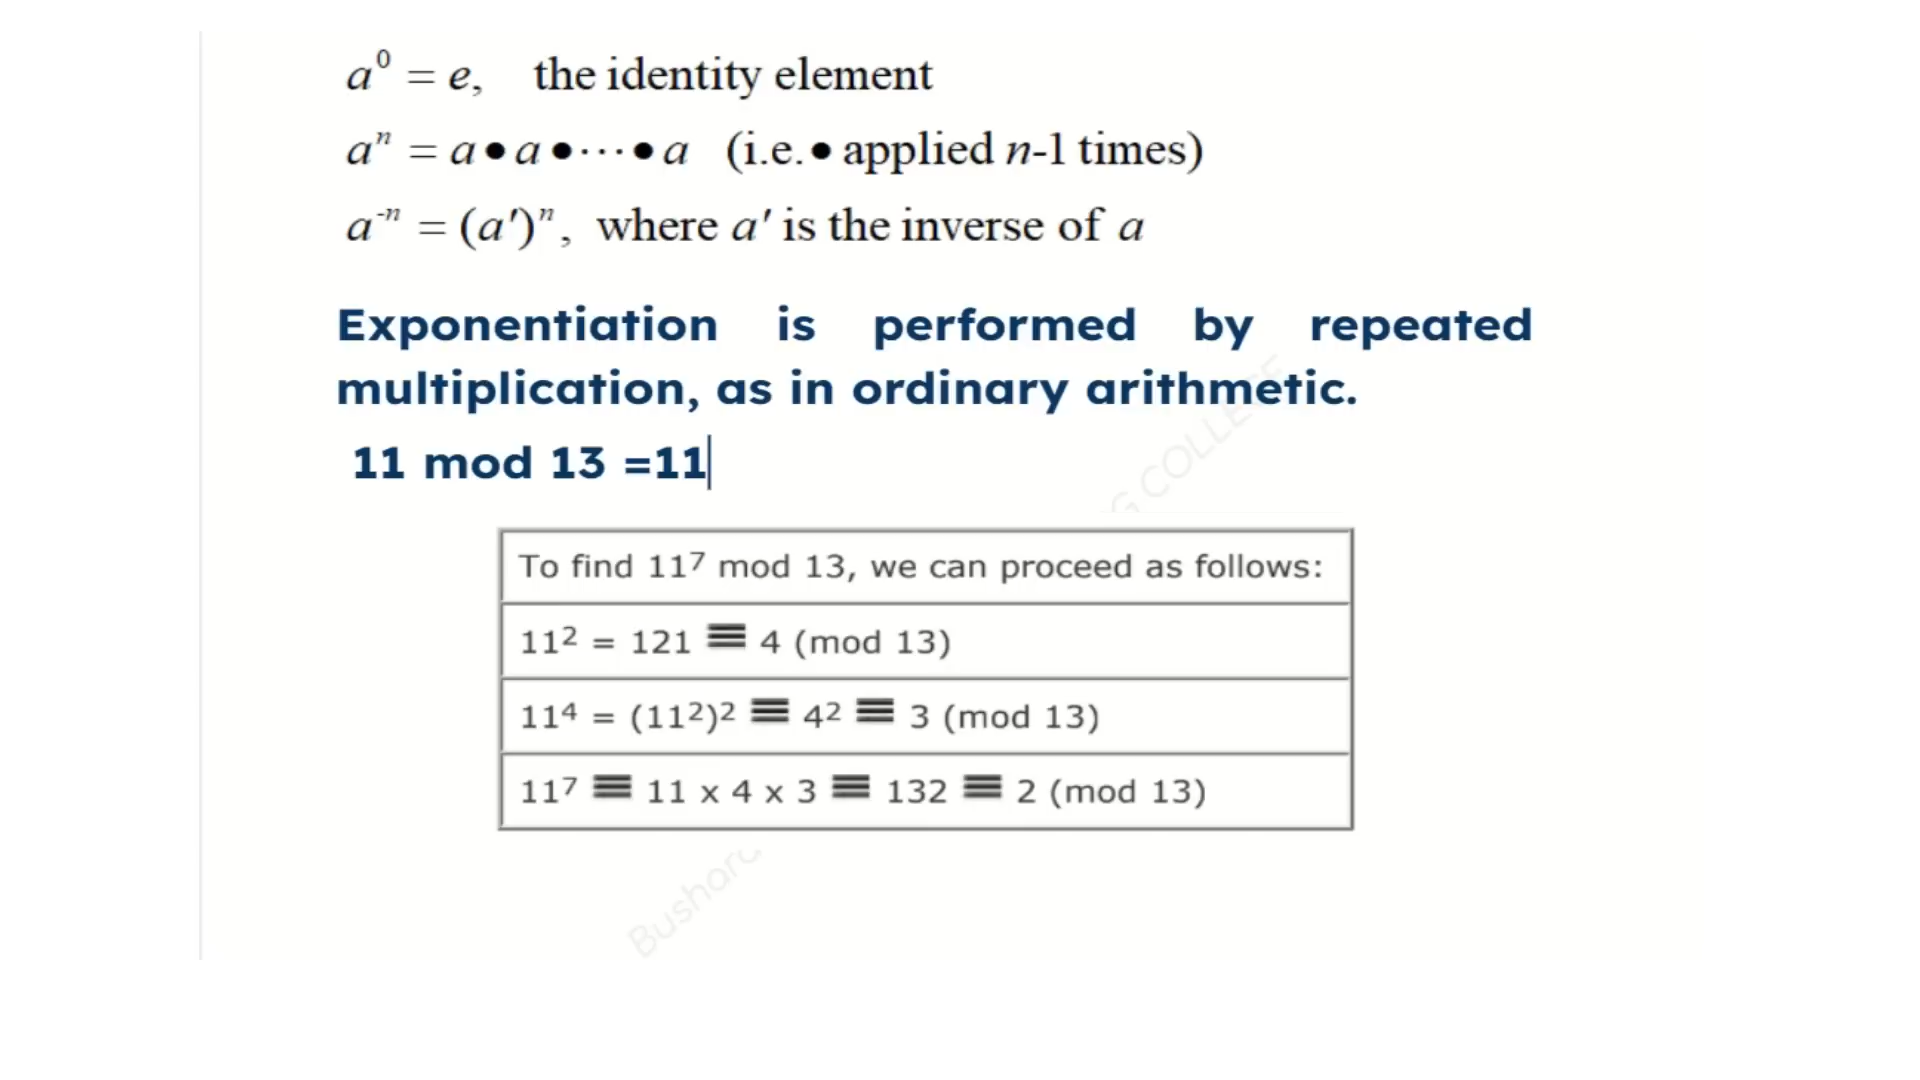 a⁰ = e, the identity element
aⁿ = a•a•⋯•a (i.e.• applied n-1 times)
a⁻ⁿ = (a′)ⁿ, where a′ is the inverse of a
Exponentiation is performed by repeated
multiplication, as in ordinary arithmetic.
11 mod 13 =11
G COLLEGE
To find 11⁷ mod 13, we can proceed as follows:
11² = 121 ≡ 4 (mod 13)
11⁴ = (11²)² ≡ 4² ≡ 3 (mod 13)
11⁷ ≡ 11 x 4 x 3 ≡ 132 ≡ 2 (mod 13)